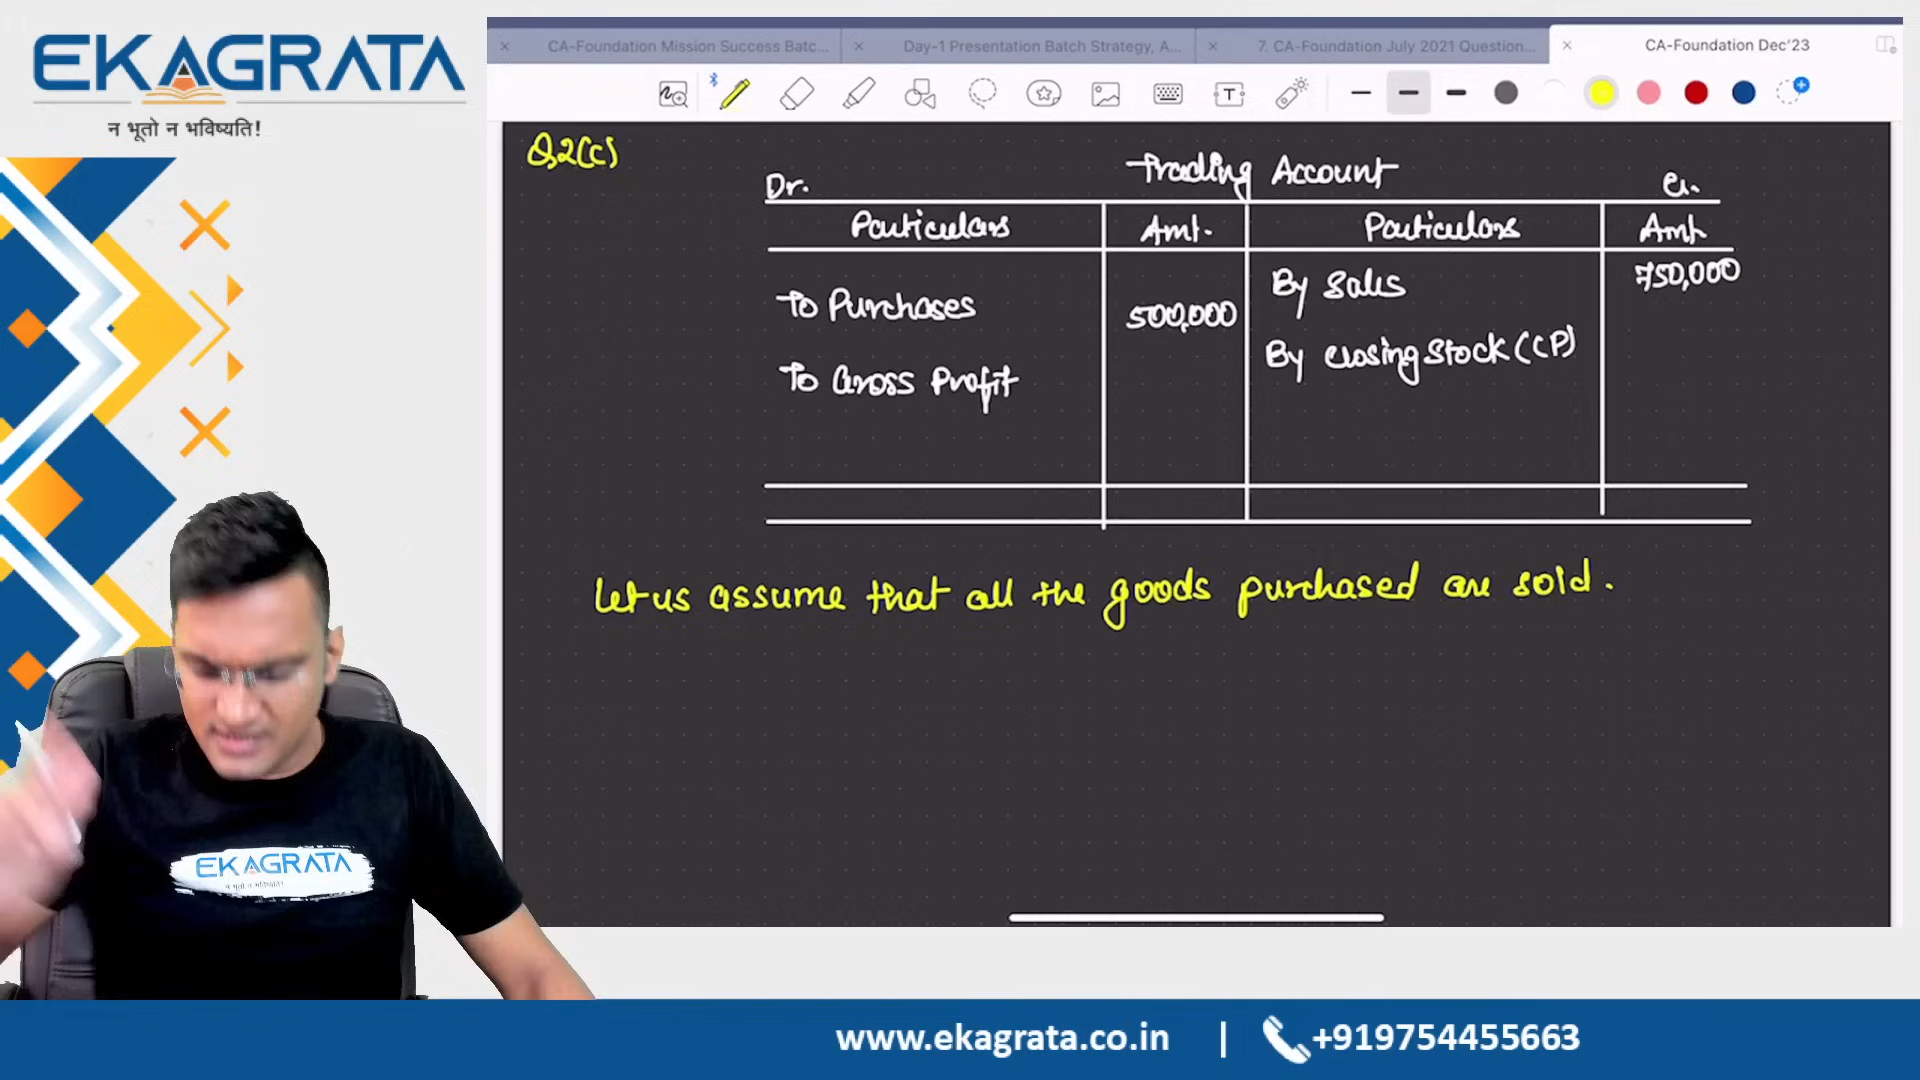 EKAGRATA
न भूतो न भविष्यति!
CA-Foundation Mission Success Batc...
Day-1 Presentation Batch Strategy, A...
7. CA-Foundation July 2021 Question...
CA-Foundation Dec'23
Q.2(C)
Trading Account
Dr.
Cr.
Particulars Amt. Particulars Amt.
To Purchases 500,000 By Sales 750,000
To Gross Profit By Closing Stock (CP)
Let us assume that all the goods purchased are sold.
EKAGRATA
न भूतो न भविष्यति!
www.ekagrata.co.in | +919754455663